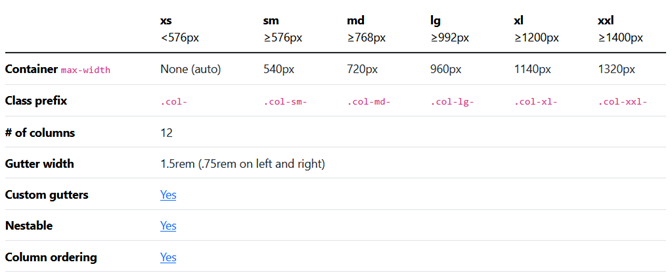 xs sm md lg xl xxl
<576px ≥576px ≥768px ≥992px ≥1200px ≥1400px
Container max-width None (auto) 540px 720px 960px 1140px 1320px
Class prefix .col- .col-sm- .col-md- .col-lg- .col-xl- .col-xxl-
# of columns 12
Gutter width 1.5rem (.75rem on left and right)
Custom gutters Yes
Nestable Yes
Column ordering Yes